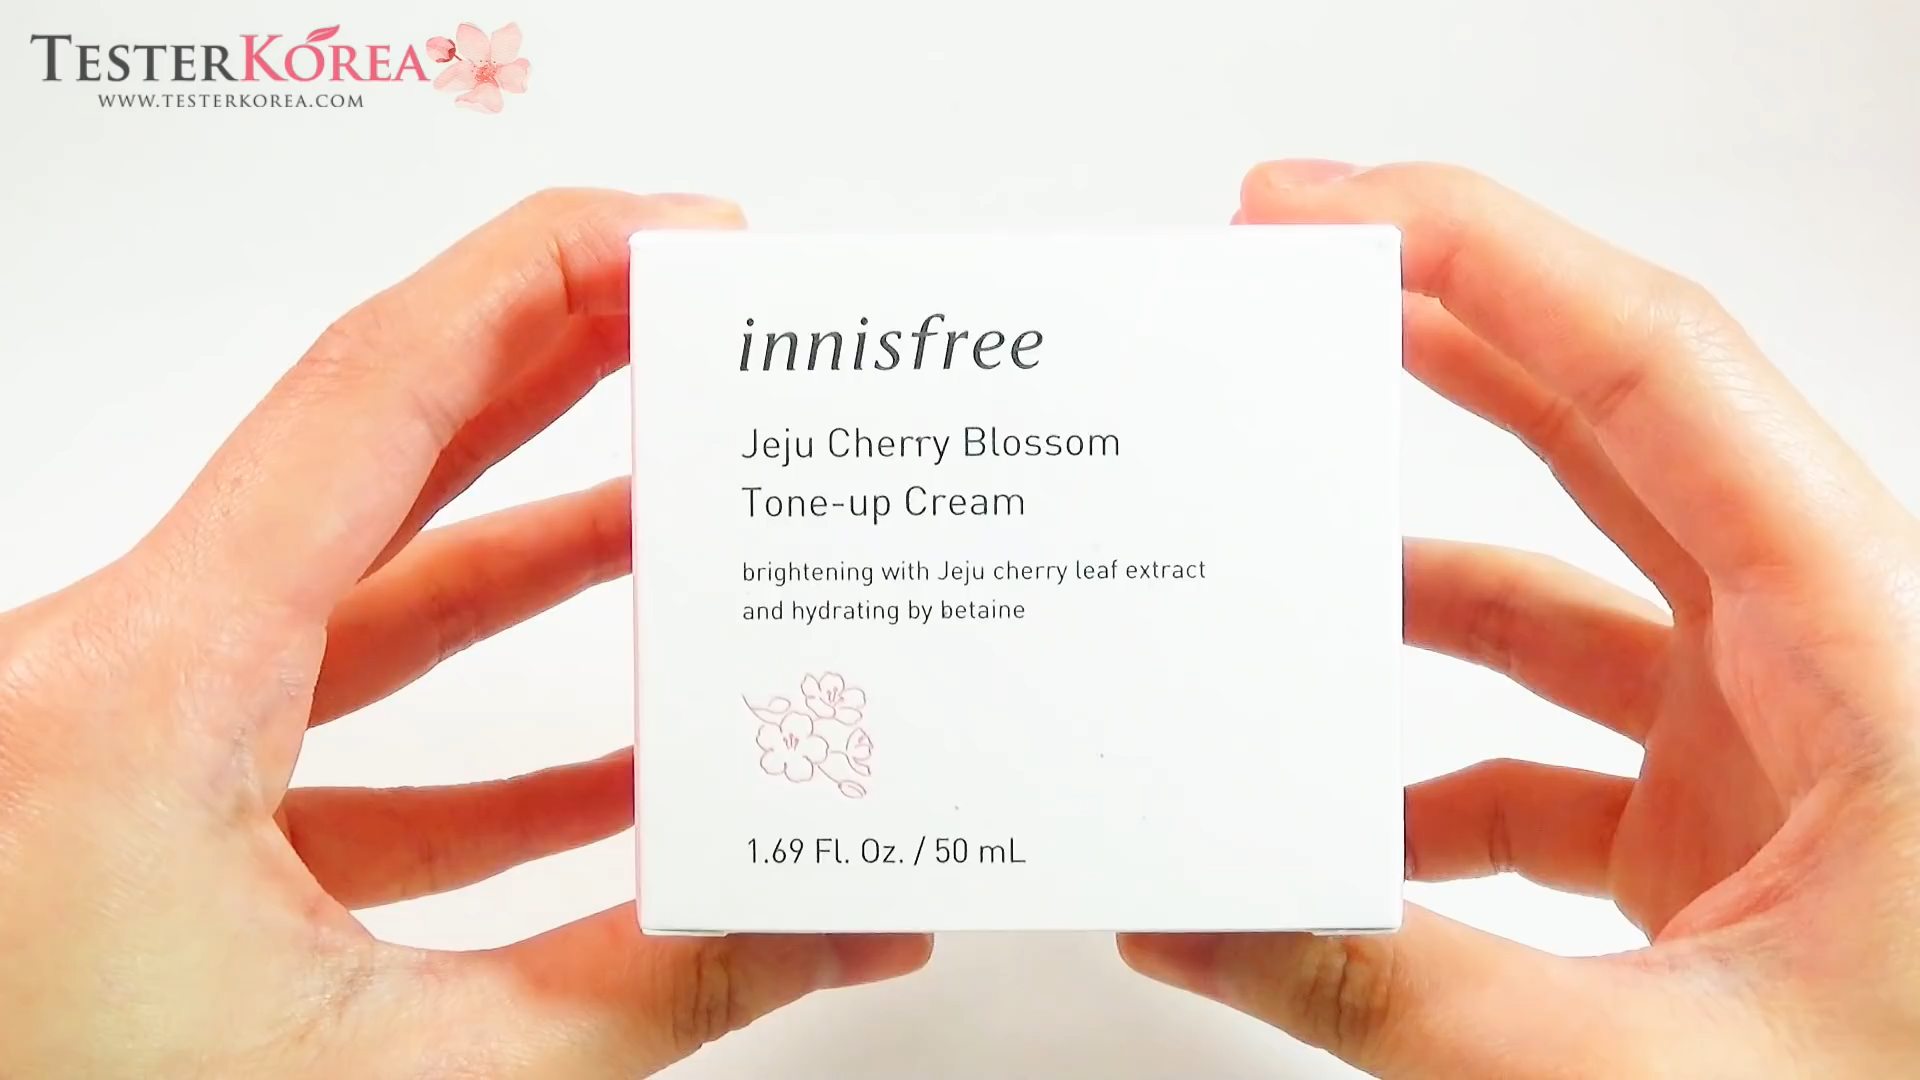 TESTERKOREA
WWW.TESTERKOREA.COM
innisfree
Jeju Cherry Blossom
Tone-up Cream
brightening with Jeju cherry leaf extract
and hydrating by betaine
1.69 Fl. Oz. / 50 mL